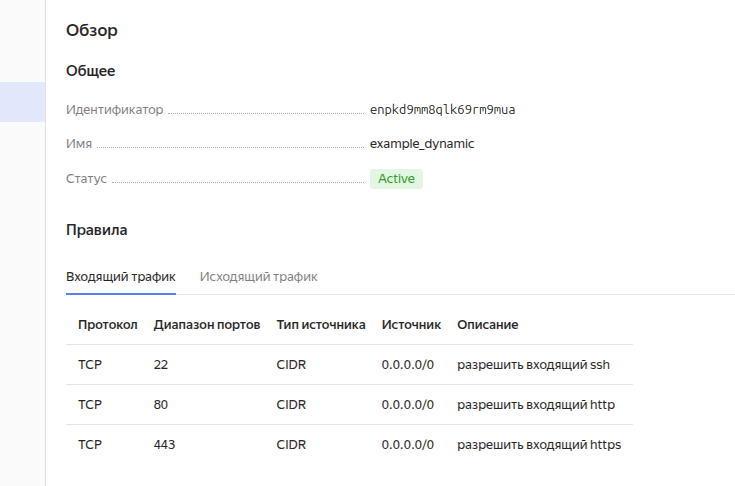 Обзор
Общее
Идентификатор enpkd9mm8qlk69rm9mua
Имя example_dynamic
Статус Active
Правила
Входящий трафик Исходящий трафик
Протокол Диапазон портов Тип источника Источник Описание
TCP 22 CIDR 0.0.0.0/0 разрешить входящий ssh
TCP 80 CIDR 0.0.0.0/0 разрешить входящий http
TCP 443 CIDR 0.0.0.0/0 разрешить входящий https